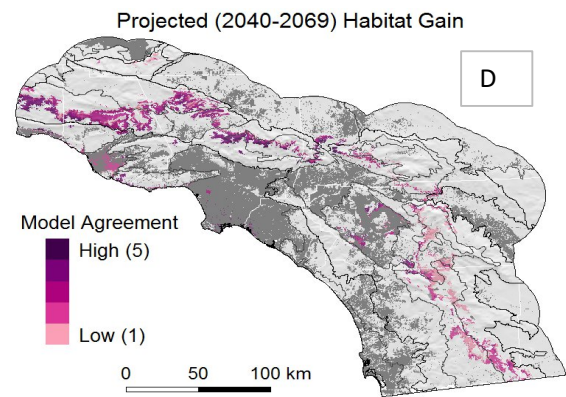 Projected (2040-2069) Habitat Gain
D
Model Agreement
High (5)
Low (1)
0 50 100 km